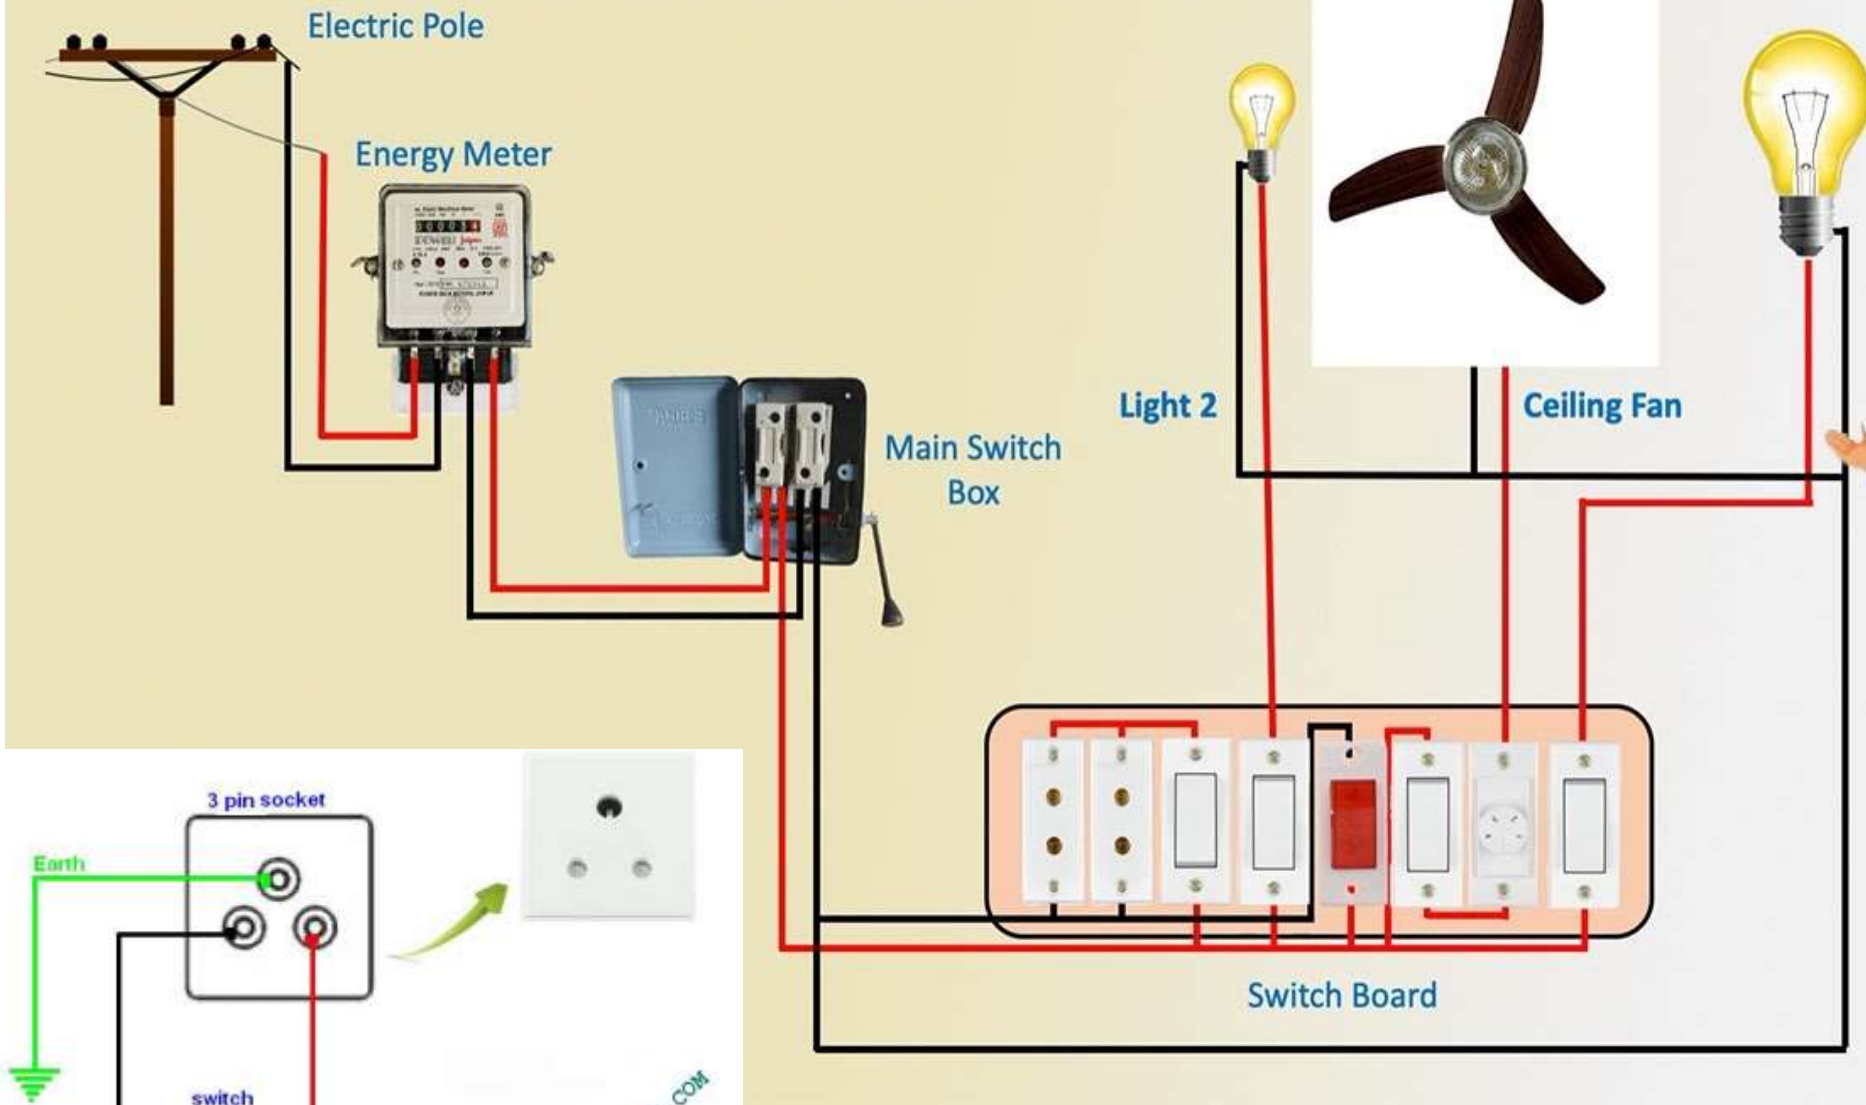 Electric Pole
Energy Meter
000054
Main Switch
Box
Light 2
Ceiling Fan
Switch Board
3 pin socket
Earth
switch
COM